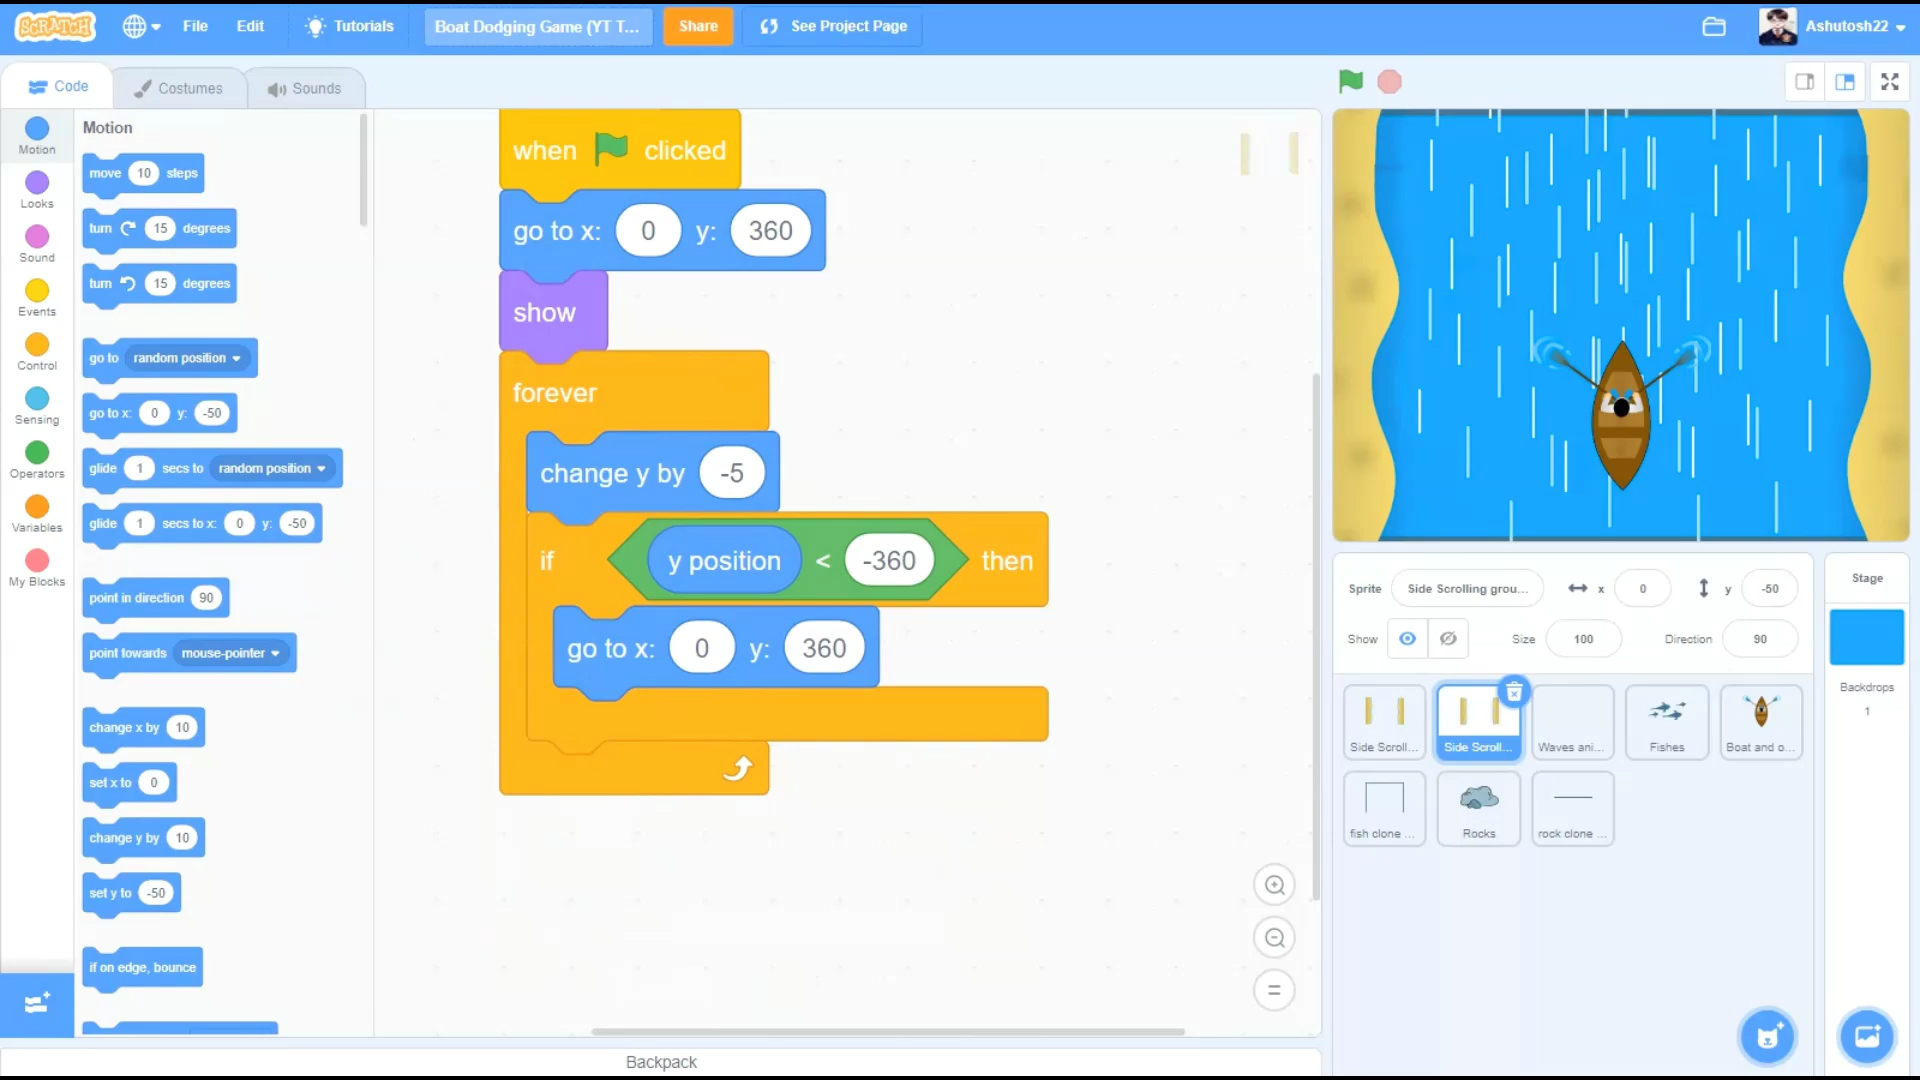 SCRATCH
File
Edit
Tutorials
Boat Dodging Game (YT T...
Share
See Project Page
Ashutosh22
Code
Costumes
Sounds
Motion
Looks
Sound
Events
Control
Sensing
Operators
Variables
My Blocks
Motion
move 10 steps
turn 15 degrees
turn 15 degrees
go to random position
go to x: 0 y: -50
glide 1 secs to random position
glide 1 secs to x: 0 y: -50
point in direction 90
point towards mouse-pointer
change x by 10
set x to 0
change y by 10
set y to -50
if on edge, bounce
when clicked
go to x: 0 y: 360
show
forever
change y by -5
if y position < -360 then
go to x: 0 y: 360
Backpack
Sprite Side Scrolling grou... x 0 y -50
Show Size 100 Direction 90
Side Scroll...
Side Scroll...
Waves ani...
Fishes
Boat and o...
fish clone ...
Rocks
rock clone ...
Stage
Backdrops
1